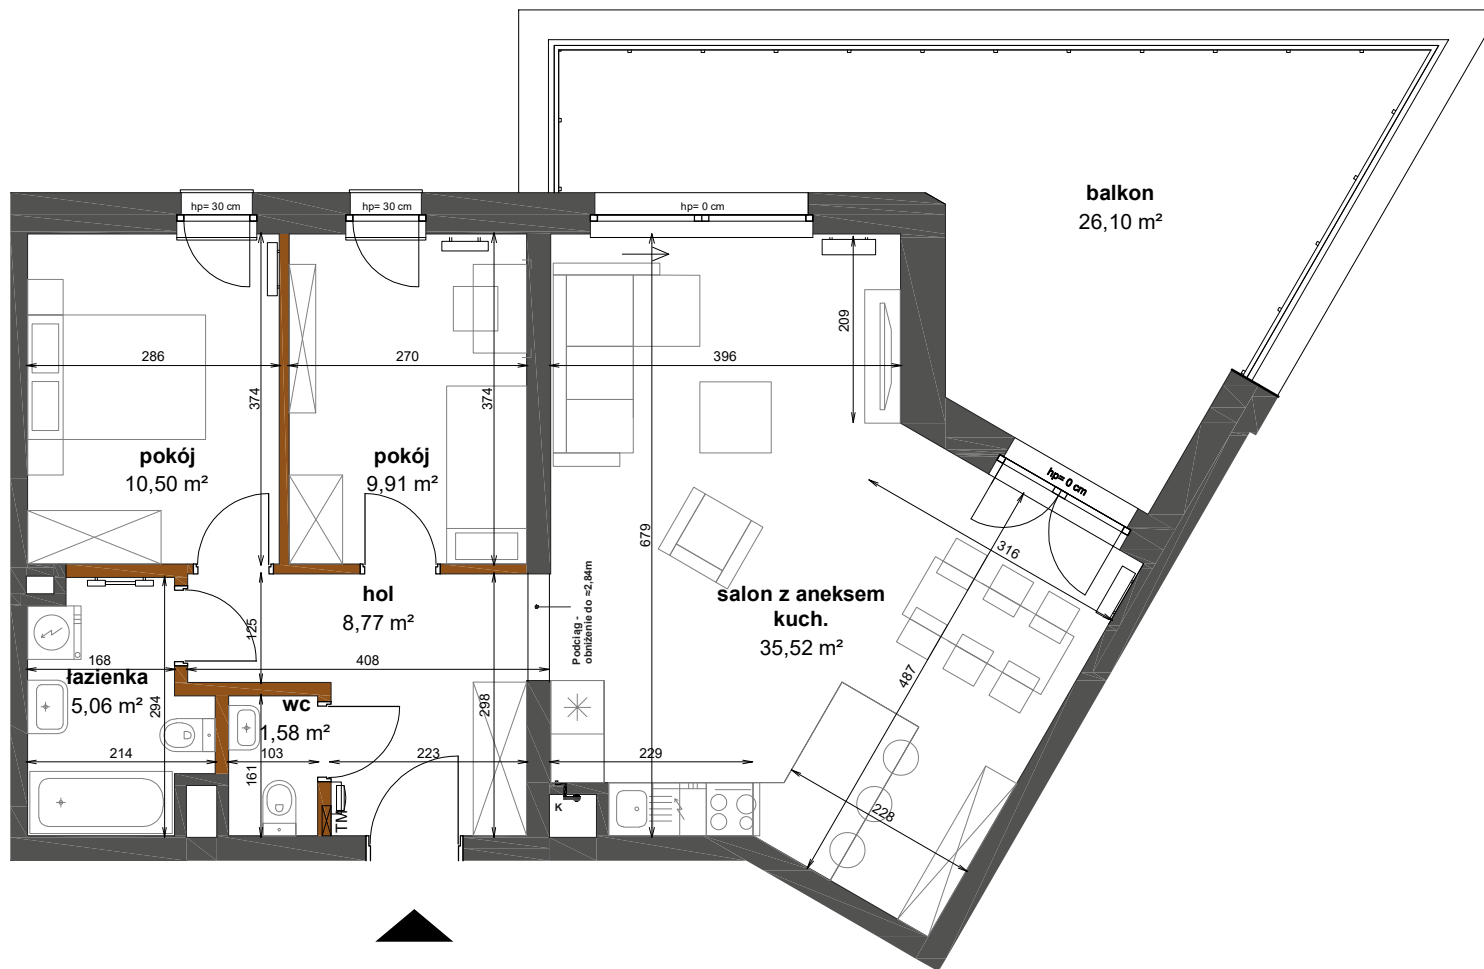 balkon
26,10 m²
hp= 30 cm
hp= 30 cm
hp= 0 cm
286
374
pokój
10,50 m²
270
374
pokój
9,91 m²
396
209
679
hp= 0 cm
316
487
salon z aneksem
kuch.
35,52 m²
hol
8,77 m²
125
408
298
Podciąg -
obniżenie do ≈2,84m
168
łazienka
5,06 m²
294
214
wc
1,58 m²
103
161
223
TM
229
K
228